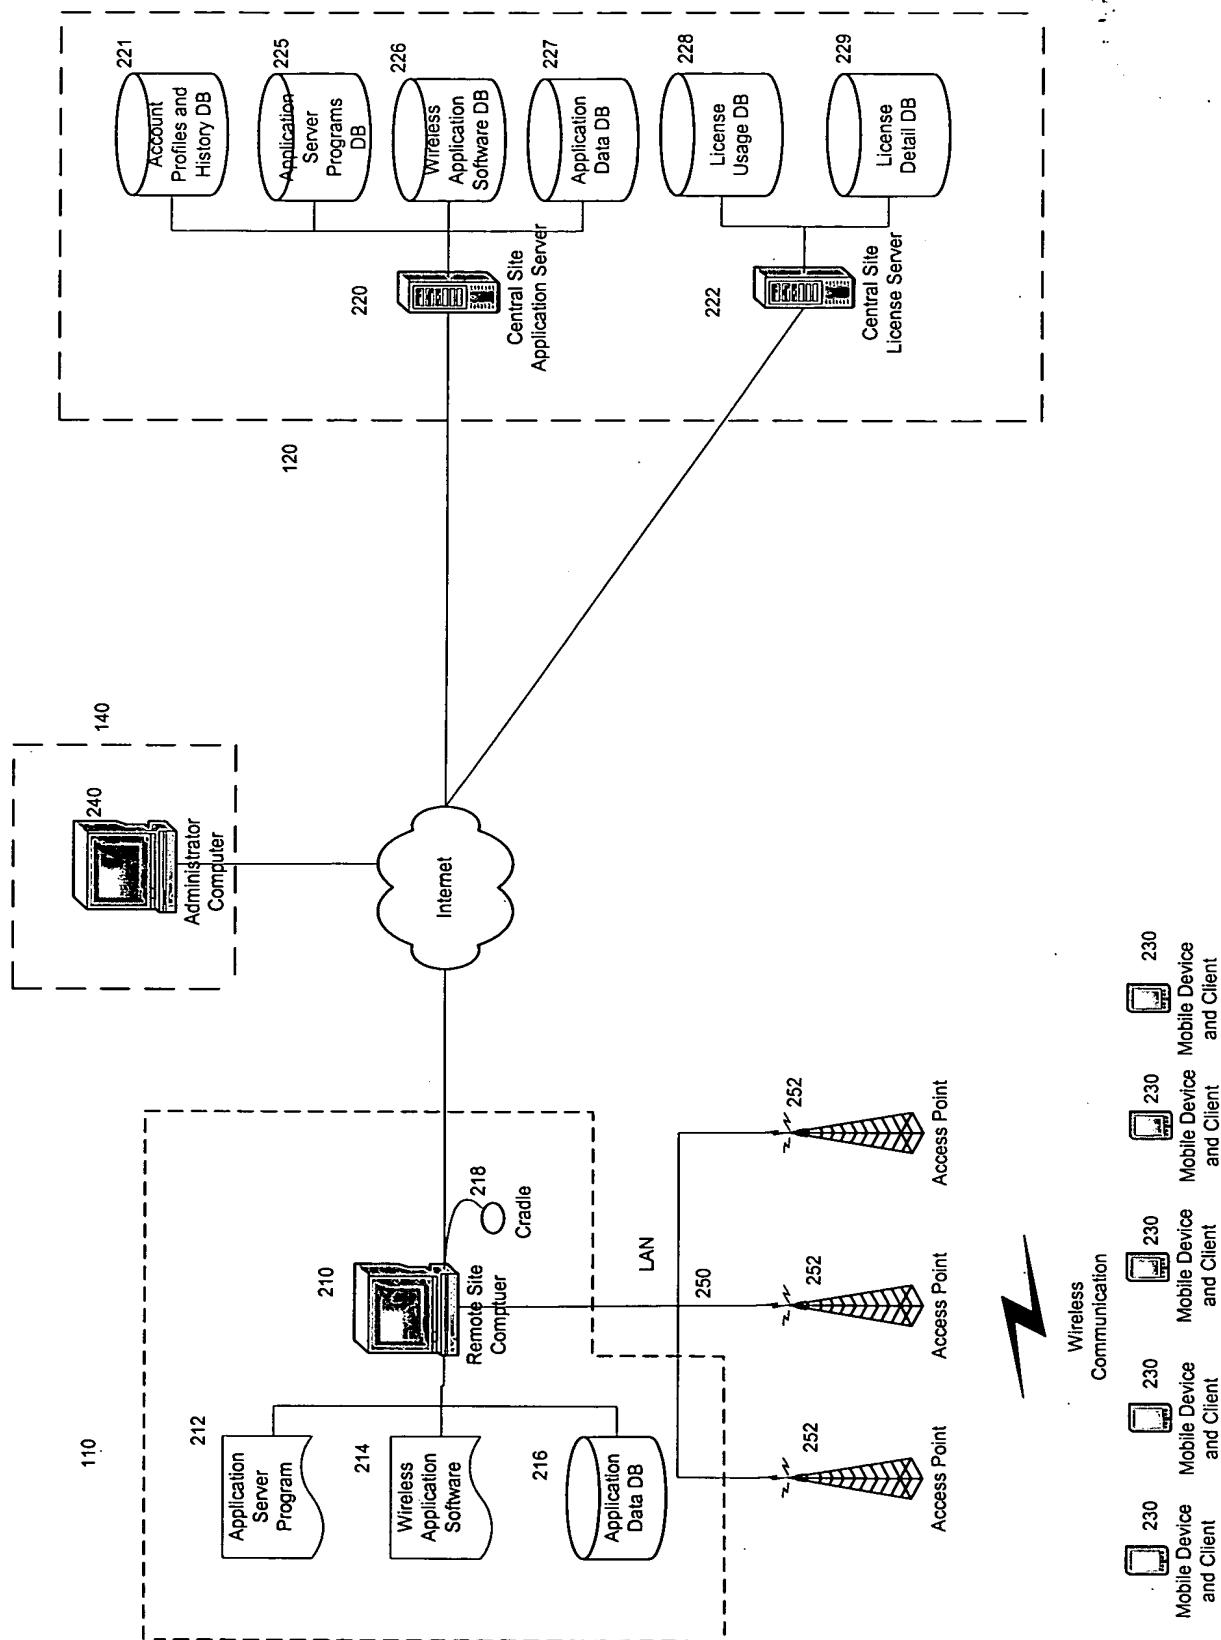 110
212
Application
Server
Program
214
Wireless
Application
Software
216
Application
Data DB
210
Remote Site
Comptuer
218
Cradle
LAN
250
252
Access Point
252
Access Point
252
Access Point
Wireless
Communication
230
Mobile Device
and Client
230
Mobile Device
and Client
230
Mobile Device
and Client
230
Mobile Device
and Client
230
Mobile Device
and Client
Internet
140
240
Administrator
Computer
120
220
Central Site
Application Server
222
Central Site
License Server
221
Account
Profiles and
History DB
225
Application
Server
Programs
DB
226
Wireless
Application
Software DB
227
Application
Data DB
228
License
Usage DB
229
License
Detail DB